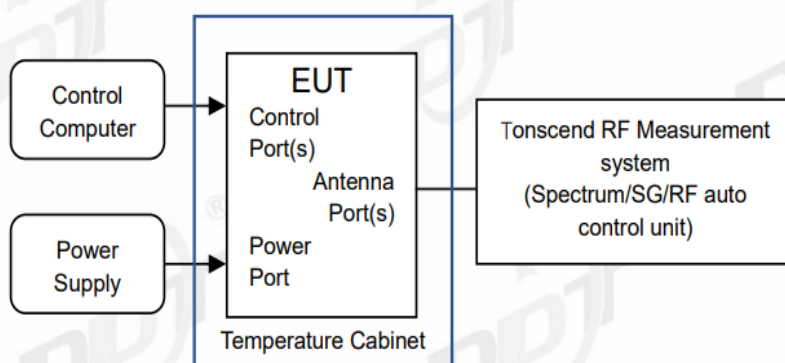 Control
Computer
Power
Supply
EUT
Control
Port(s)
Antenna
Port(s)
Power
Port
Temperature Cabinet
Tonscend RF Measurement
system
(Spectrum/SG/RF auto
control unit)